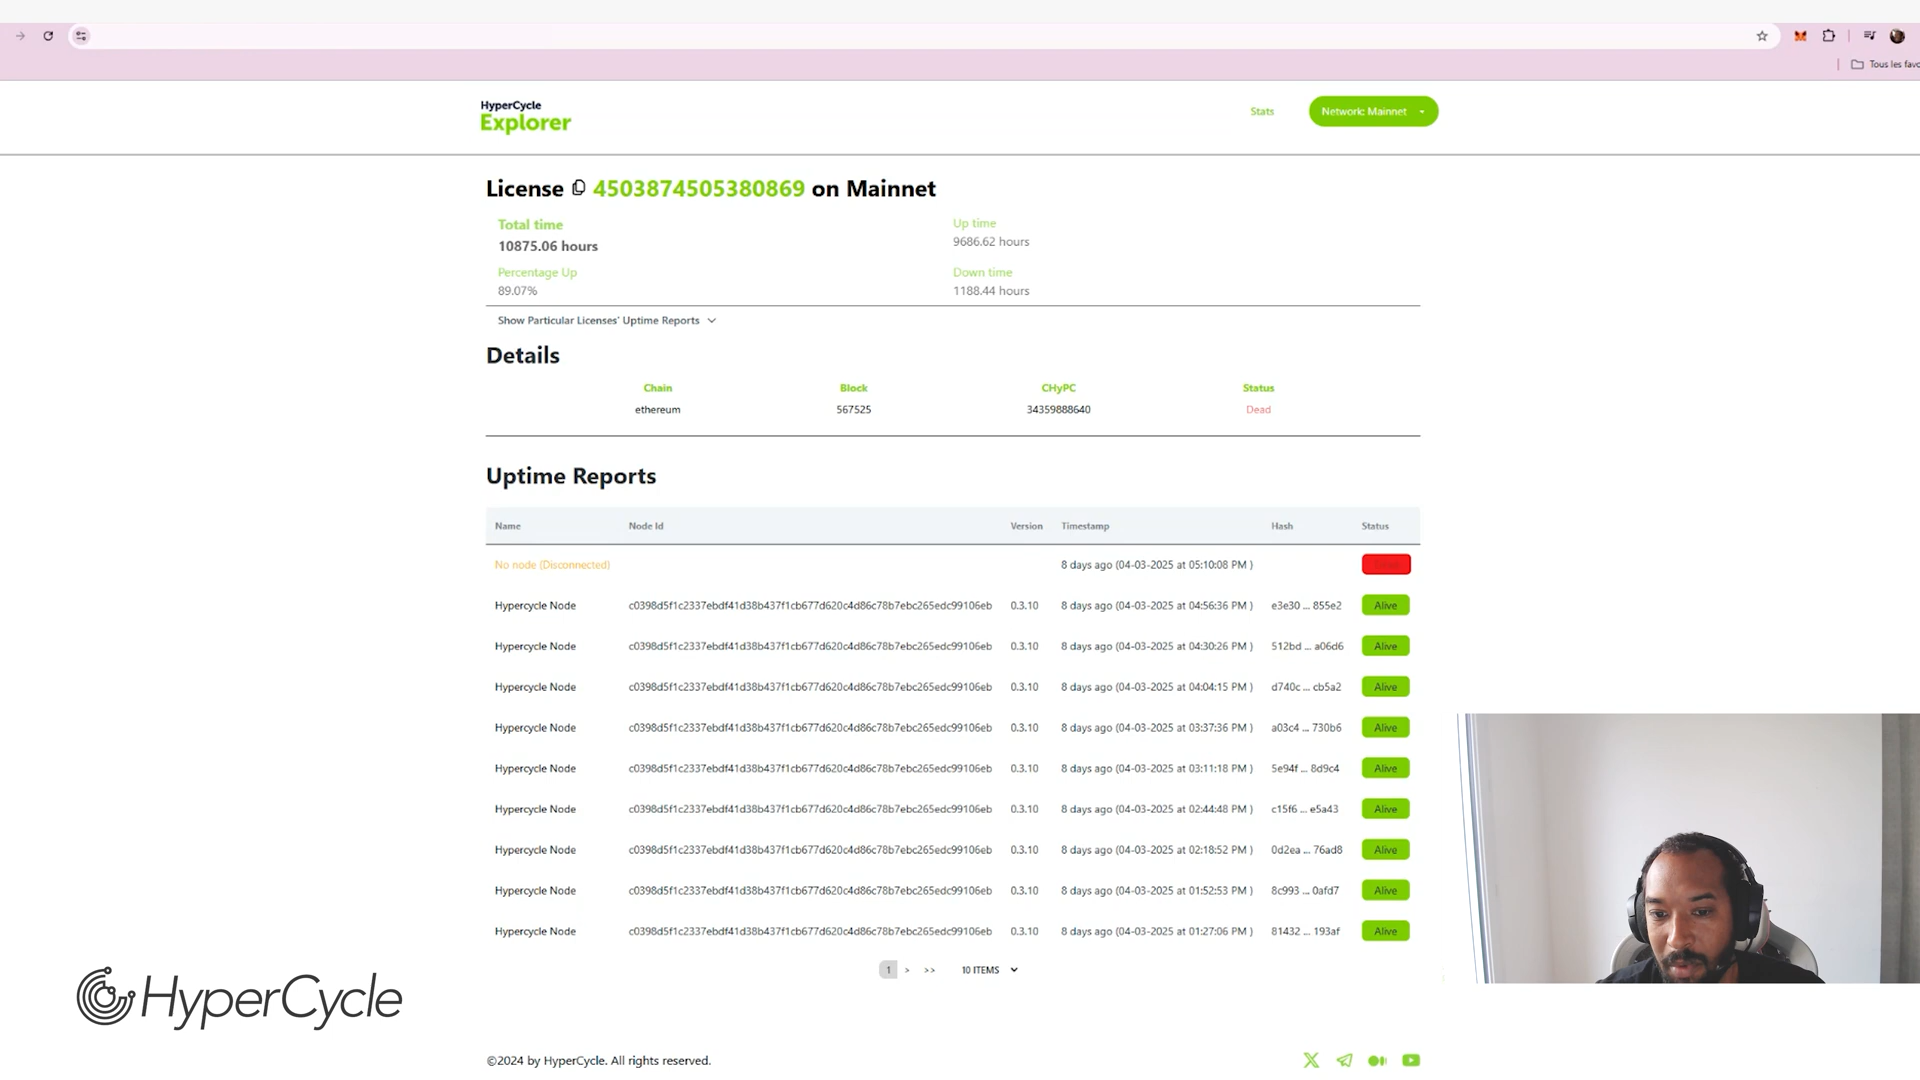 Tous les favo
HyperCycle
Explorer
Stats
Network: Mainnet
License 4503874505380869 on Mainnet
Total time
10875.06 hours
Up time
9686.62 hours
Percentage Up
89.07%
Down time
1188.44 hours
Show Particular Licenses' Uptime Reports
Details
Chain Block CHyPC Status
ethereum 567525 34359888640 Dead
Uptime Reports
Name Node Id Version Timestamp Hash Status
No node (Disconnected) 8 days ago (04-03-2025 at 05:10:08 PM )
Hypercycle Node c0398d5f1c2337ebdf41d38b437f1cb677d620c4d86c78b7ebc265edc99106eb 0.3.10 8 days ago (04-03-2025 at 04:56:36 PM ) e3e30 ... 855e2 Alive
Hypercycle Node c0398d5f1c2337ebdf41d38b437f1cb677d620c4d86c78b7ebc265edc99106eb 0.3.10 8 days ago (04-03-2025 at 04:30:26 PM ) 512bd ... a06d6 Alive
Hypercycle Node c0398d5f1c2337ebdf41d38b437f1cb677d620c4d86c78b7ebc265edc99106eb 0.3.10 8 days ago (04-03-2025 at 04:04:15 PM ) d740c ... cb5a2 Alive
Hypercycle Node c0398d5f1c2337ebdf41d38b437f1cb677d620c4d86c78b7ebc265edc99106eb 0.3.10 8 days ago (04-03-2025 at 03:37:36 PM ) a03c4 ... 730b6 Alive
Hypercycle Node c0398d5f1c2337ebdf41d38b437f1cb677d620c4d86c78b7ebc265edc99106eb 0.3.10 8 days ago (04-03-2025 at 03:11:18 PM ) 5e94f ... 8d9c4 Alive
Hypercycle Node c0398d5f1c2337ebdf41d38b437f1cb677d620c4d86c78b7ebc265edc99106eb 0.3.10 8 days ago (04-03-2025 at 02:44:48 PM ) c15f6 ... e5a43 Alive
Hypercycle Node c0398d5f1c2337ebdf41d38b437f1cb677d620c4d86c78b7ebc265edc99106eb 0.3.10 8 days ago (04-03-2025 at 02:18:52 PM ) 0d2ea ... 76ad8 Alive
Hypercycle Node c0398d5f1c2337ebdf41d38b437f1cb677d620c4d86c78b7ebc265edc99106eb 0.3.10 8 days ago (04-03-2025 at 01:52:53 PM ) 8c993 ... 0afd7 Alive
Hypercycle Node c0398d5f1c2337ebdf41d38b437f1cb677d620c4d86c78b7ebc265edc99106eb 0.3.10 8 days ago (04-03-2025 at 01:27:06 PM ) 81432 ... 193af Alive
1 > >> 10 ITEMS
HyperCycle
©2024 by HyperCycle. All rights reserved.